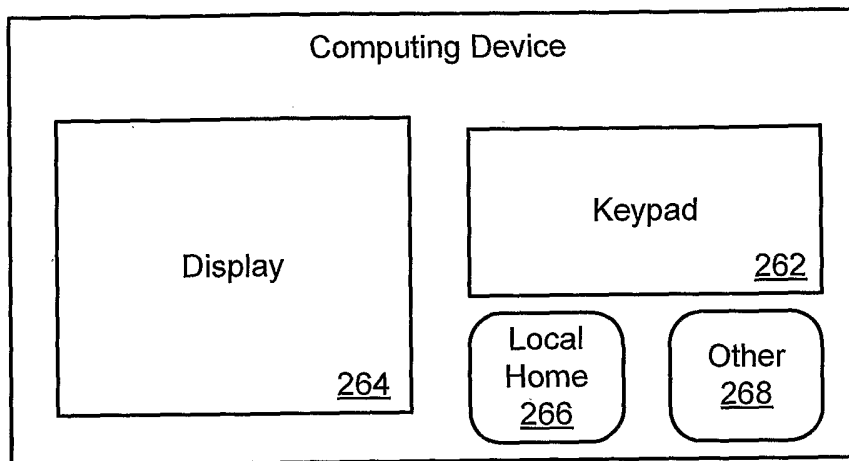 Computing Device
Display
264
Keypad
262
Local
Home
266
Other
268